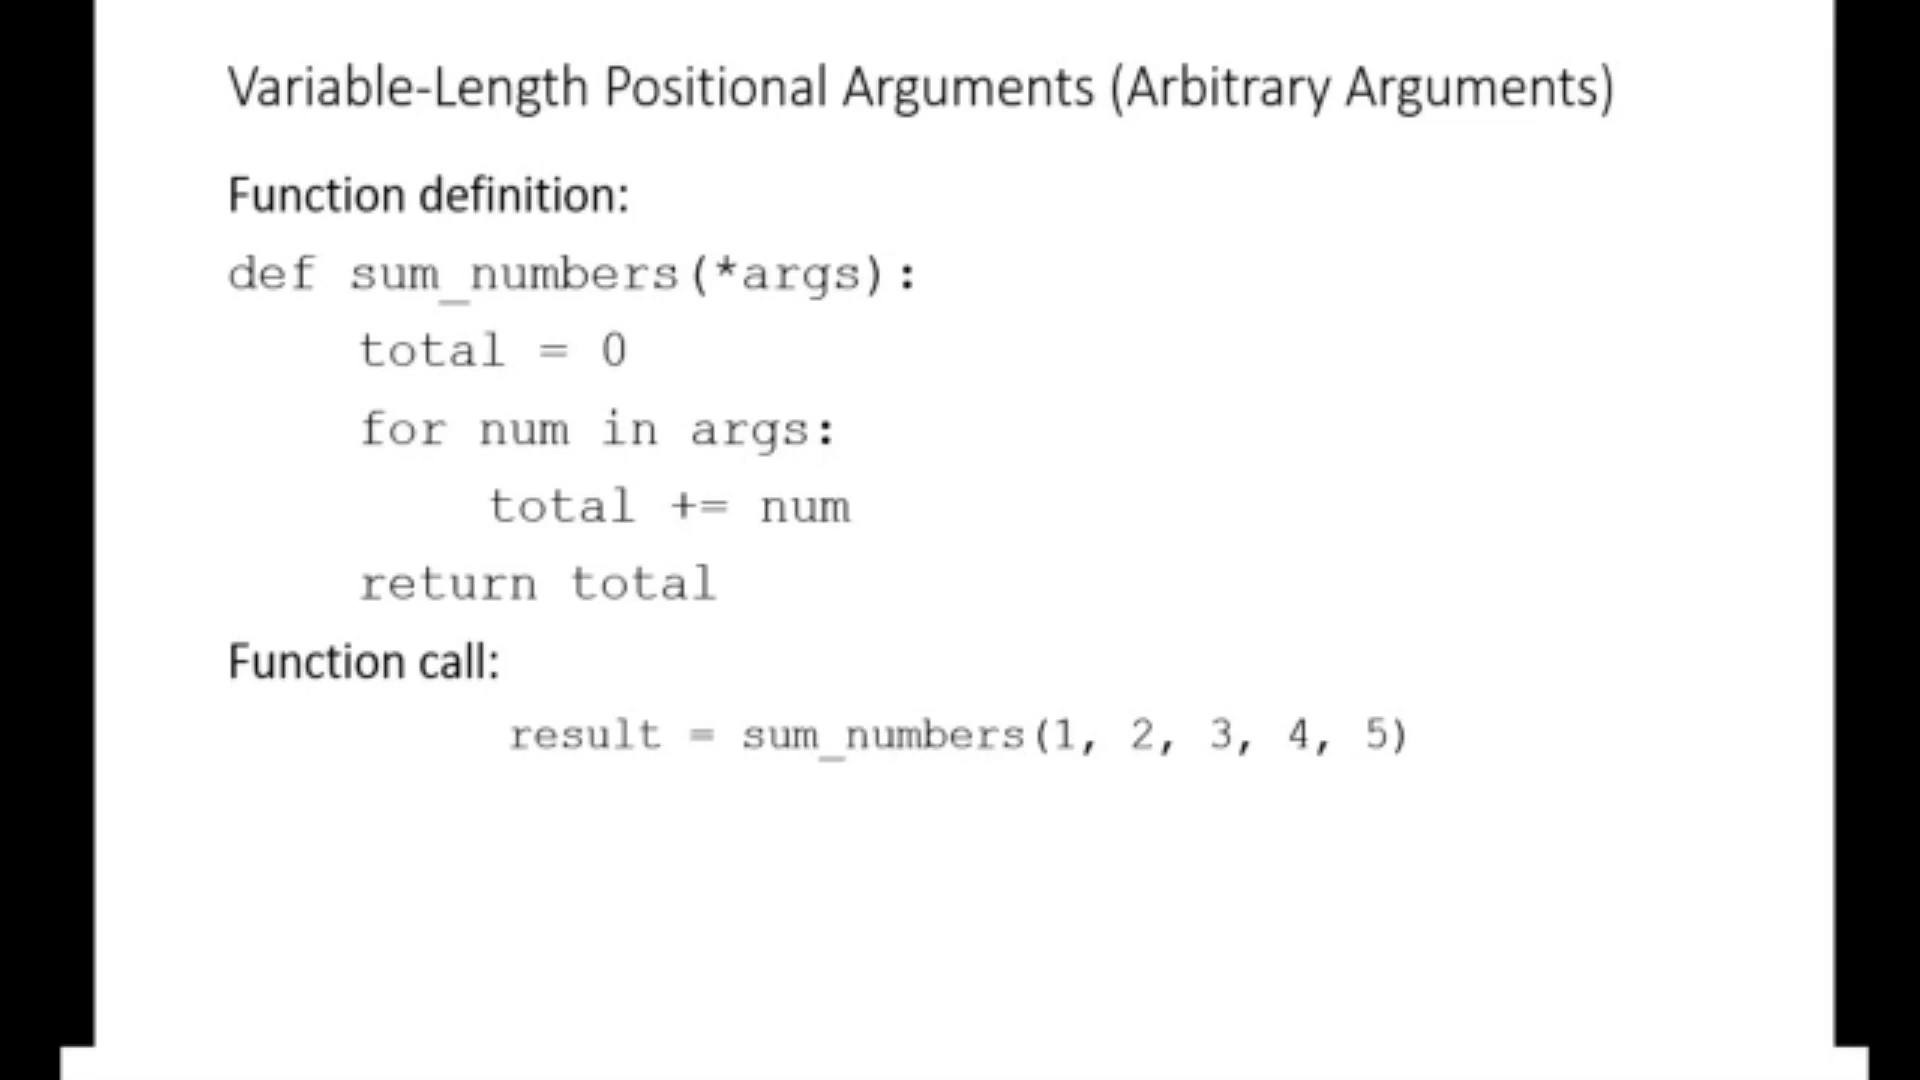 Variable-Length Positional Arguments (Arbitrary Arguments)
Function definition:
def sum_numbers(*args):
total = 0
for num in args:
total += num
return total
Function call:
result = sum_numbers(1, 2, 3, 4, 5)